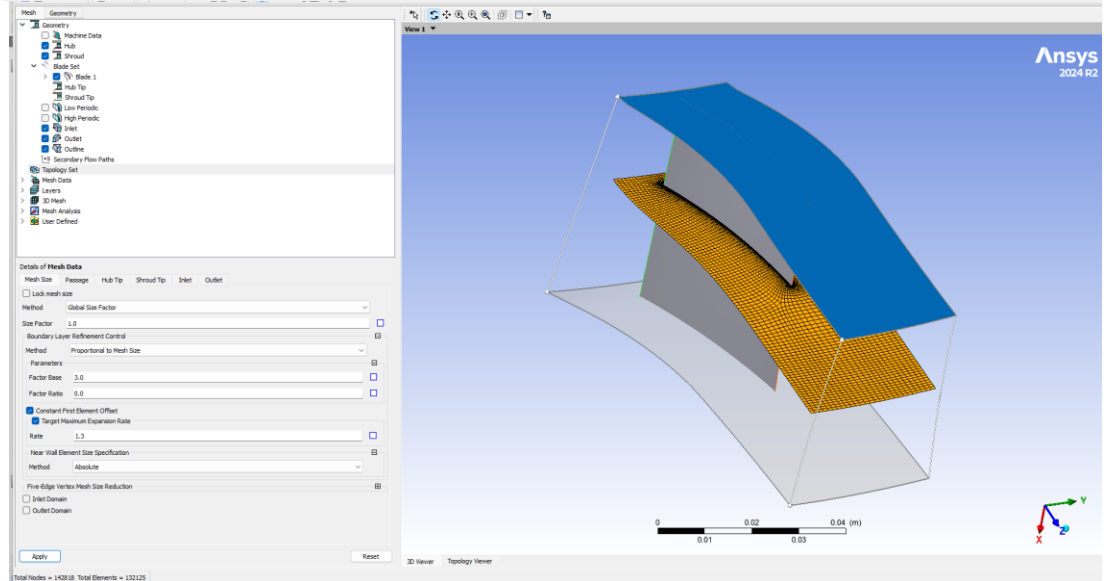 Mesh Geometry
Geometry
Machine Data
Hub
Shroud
Blade Set
Blade 1
Hub Tip
Shroud Tip
Low Periodic
High Periodic
Inlet
Outlet
Outline
Secondary Flow Paths
Topology Set
Mesh Data
Layers
3D Mesh
Mesh Analysis
User Defined
Details of Mesh Data
Mesh Size Passage Hub Tip Shroud Tip Inlet Outlet
Lock mesh size
Method Global Size Factor
Size Factor 1.0
Boundary Layer Refinement Control
Method Proportional to Mesh Size
Parameters
Factor Base 3.0
Factor Ratio 0.0
Constant First Element Offset
Target Maximum Expansion Rate
Rate 1.3
Near Wall Element Size Specification
Method Absolute
Five-Edge Vertex Mesh Size Reduction
Inlet Domain
Outlet Domain
Apply Reset
Total Nodes = 142818 Total Elements = 132125
View 1
Ansys
2024 R2
0 0.02 0.04 (m)
0.01 0.03
Y
X
Z
3D Viewer Topology Viewer